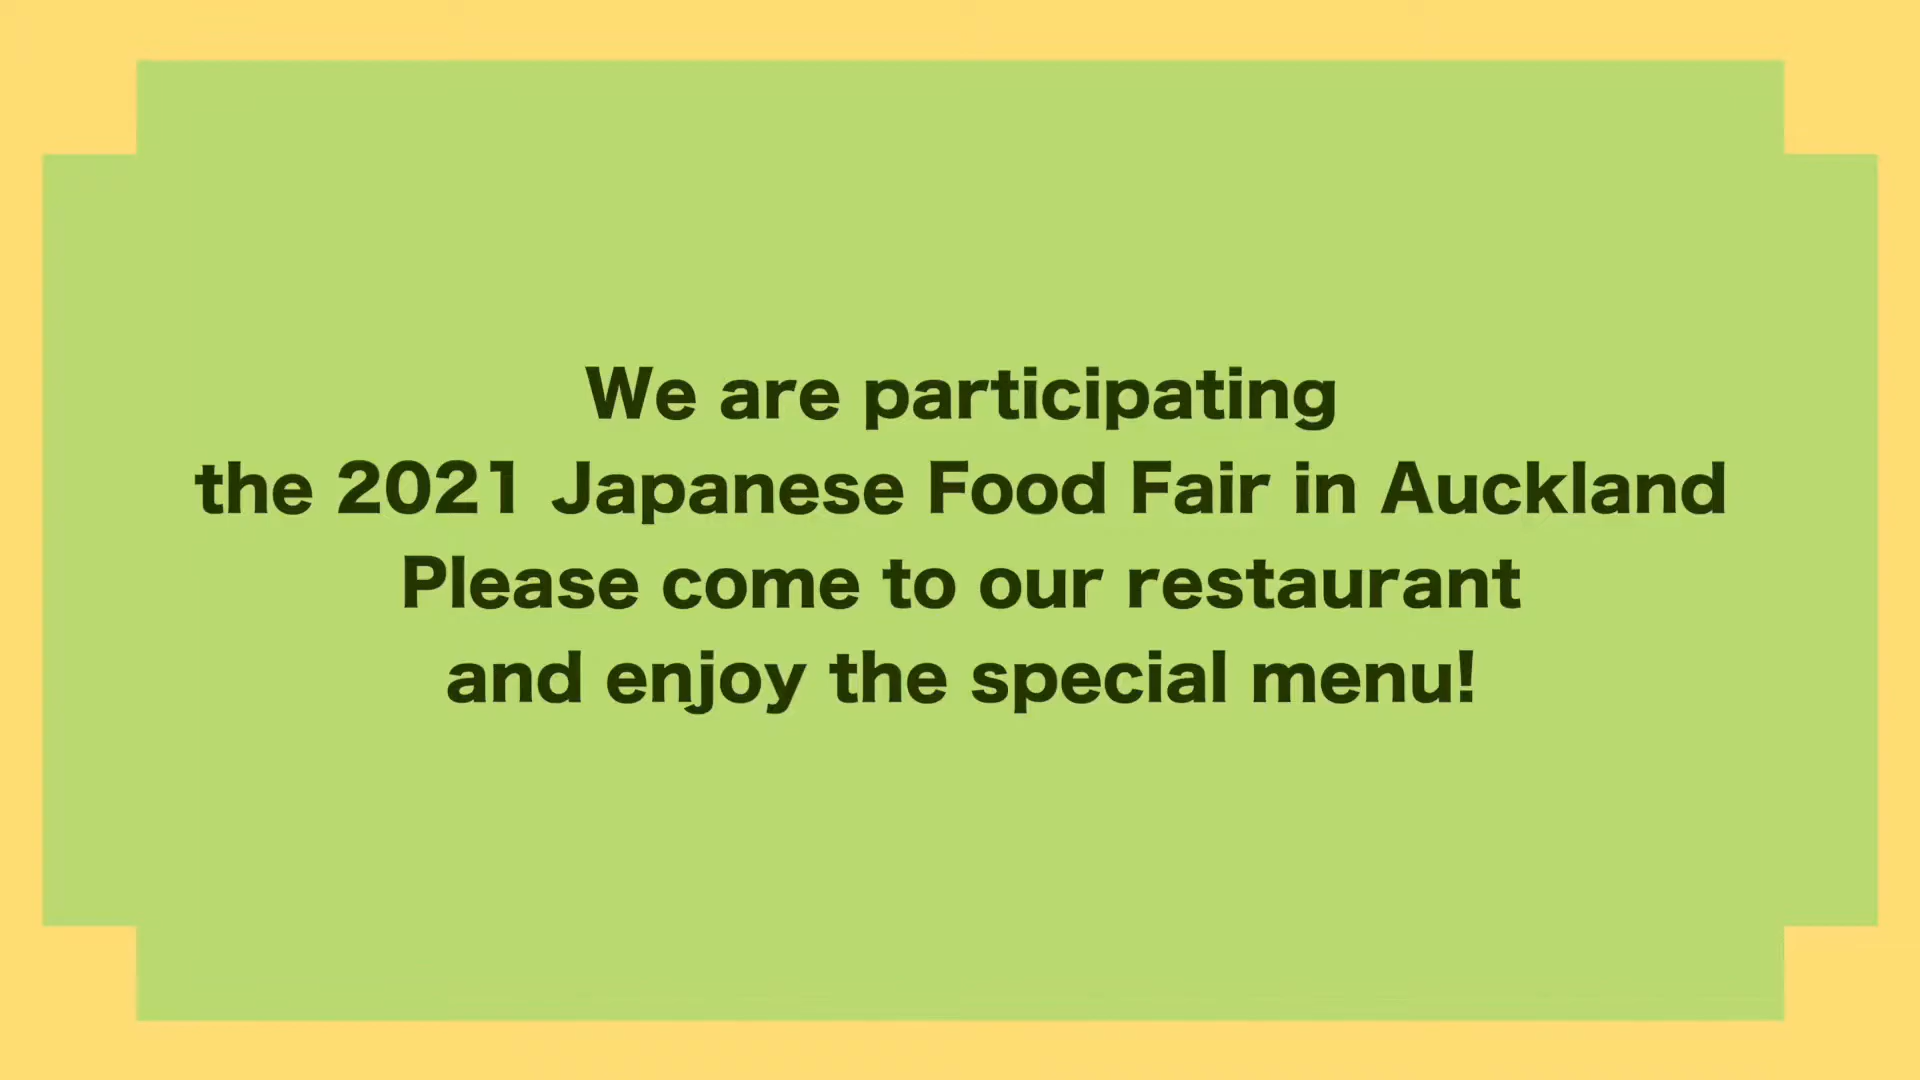 We are participating
the 2021 Japanese Food Fair in Auckland
Please come to our restaurant
and enjoy the special menu!